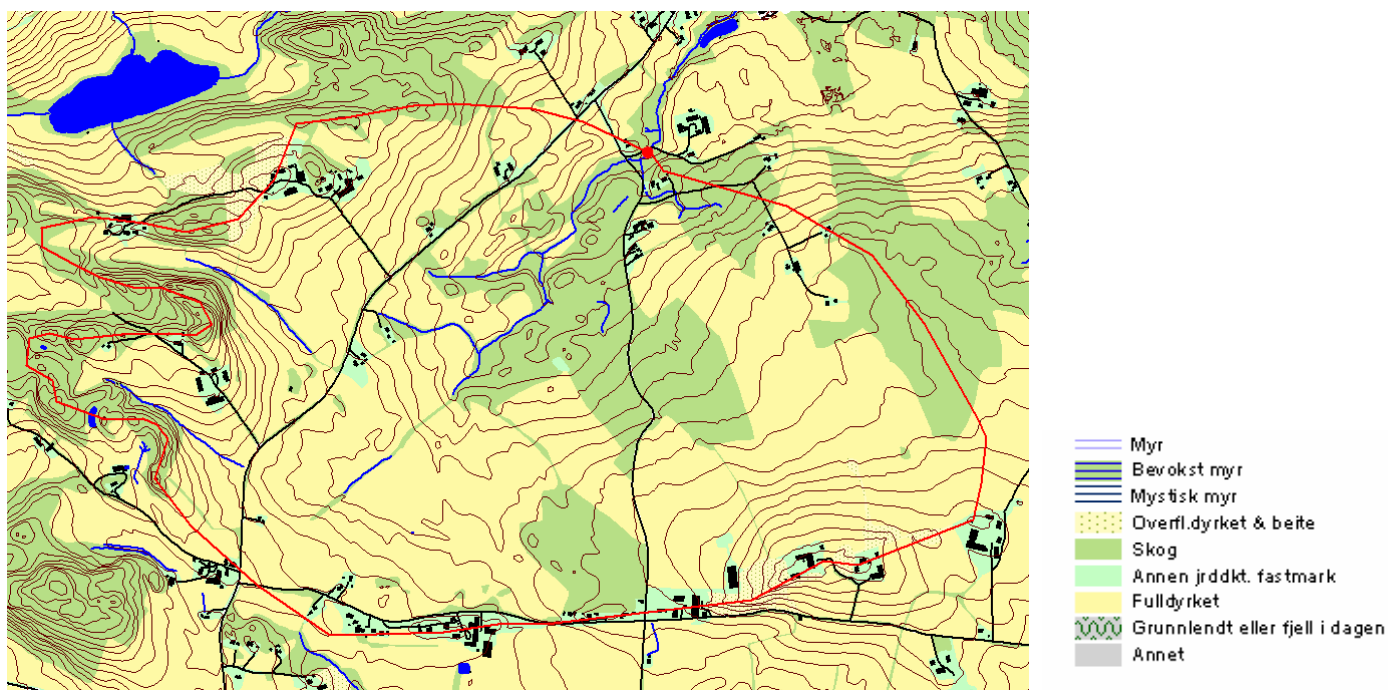 Myr
Bevokst myr
Mystisk myr
Overfl.dyrket & beite
Skog
Annen jrddkt. fastmark
Fulldyrket
Grunnlendt eller fjell i dagen
Annet